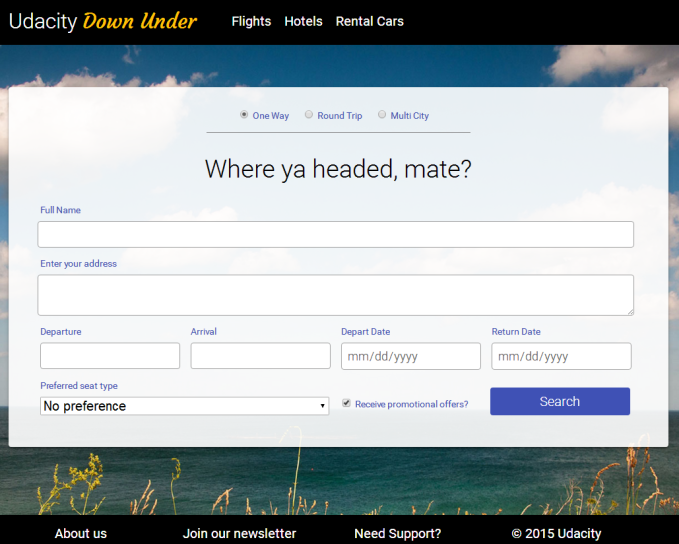 Udacity Down Under Flights Hotels Rental Cars
One Way Round Trip Multi City
Where ya headed, mate?
Full Name
Enter your address
Departure Arrival Depart Date Return Date
mm/dd/yyyy mm/dd/yyyy
Preferred seat type
No preference Receive promotional offers? Search
About us Join our newsletter Need Support? © 2015 Udacity